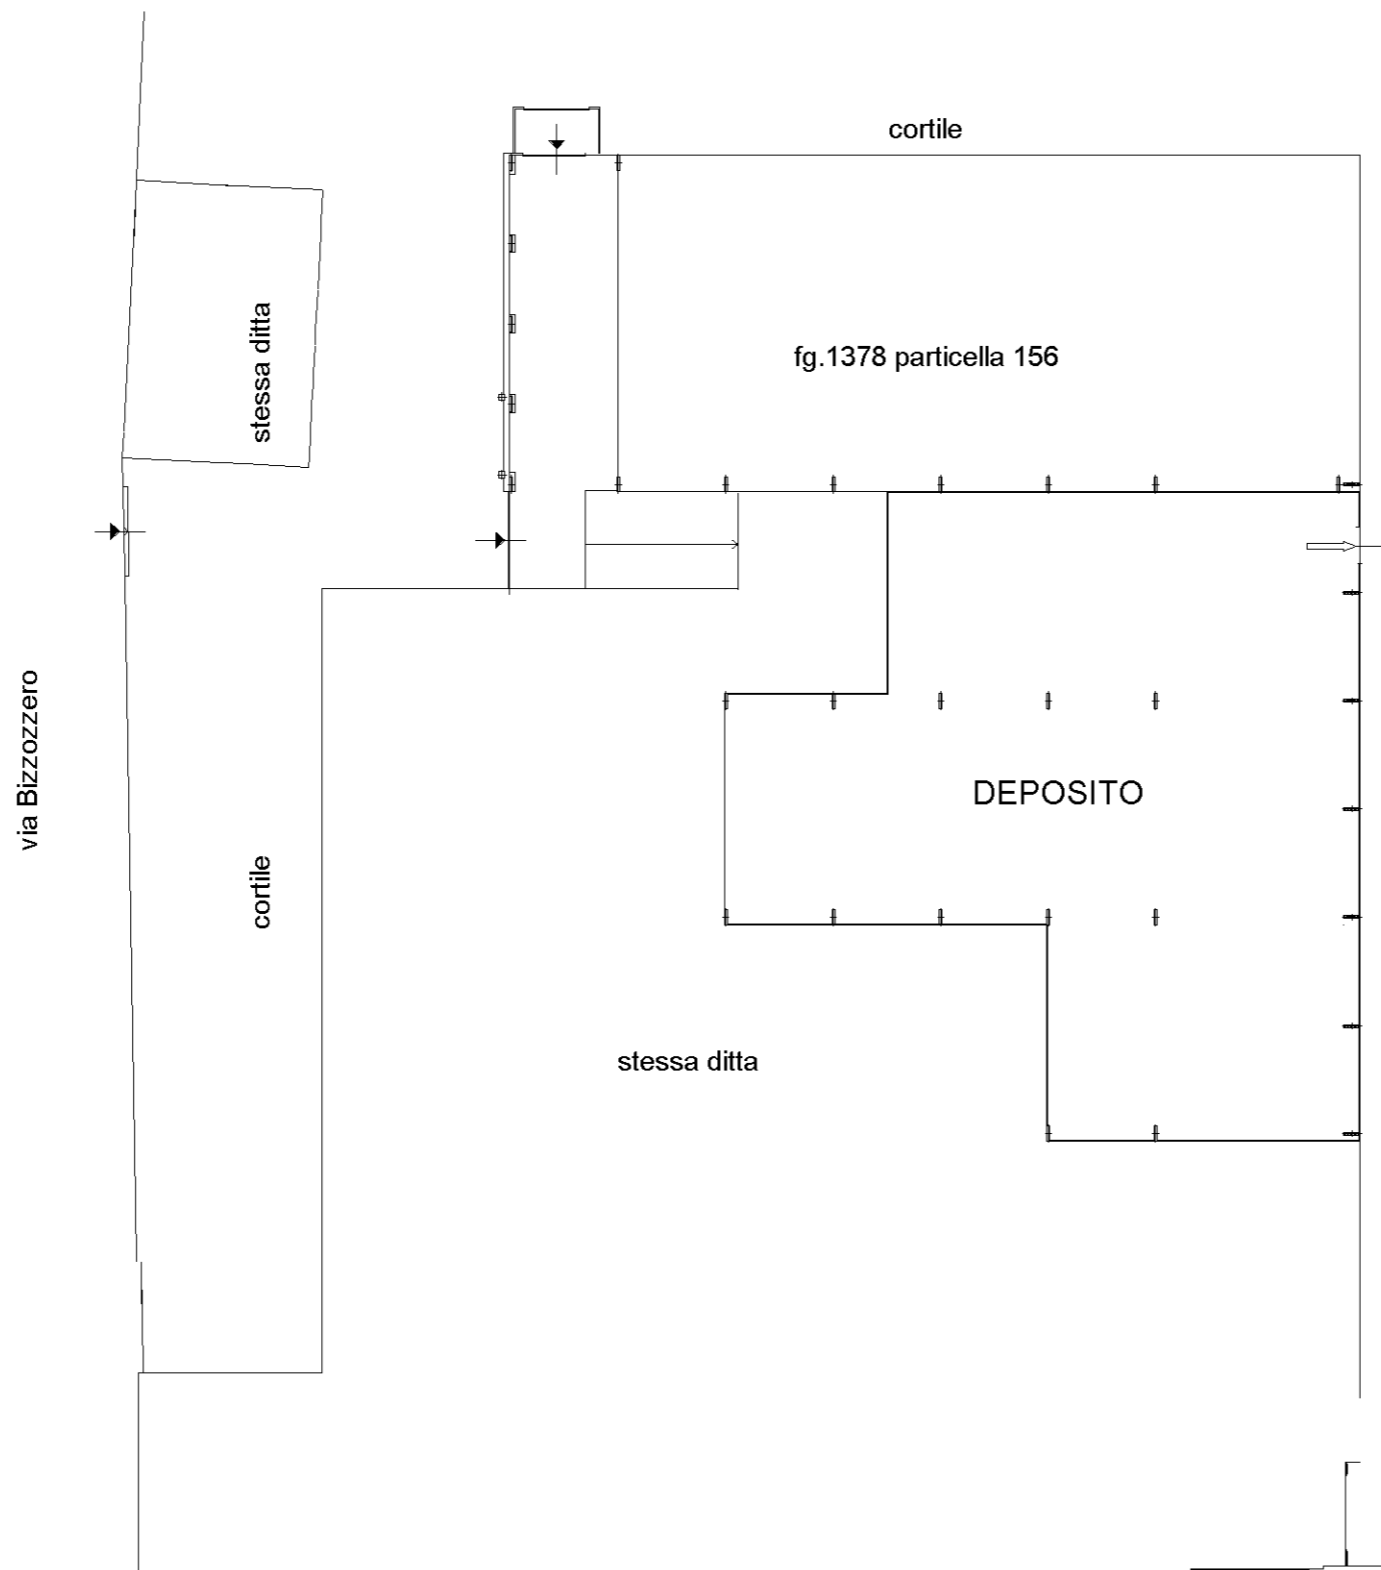 cortile
stessa ditta
fg.1378 particella 156
via Bizzozzero
DEPOSITO
cortile
stessa ditta